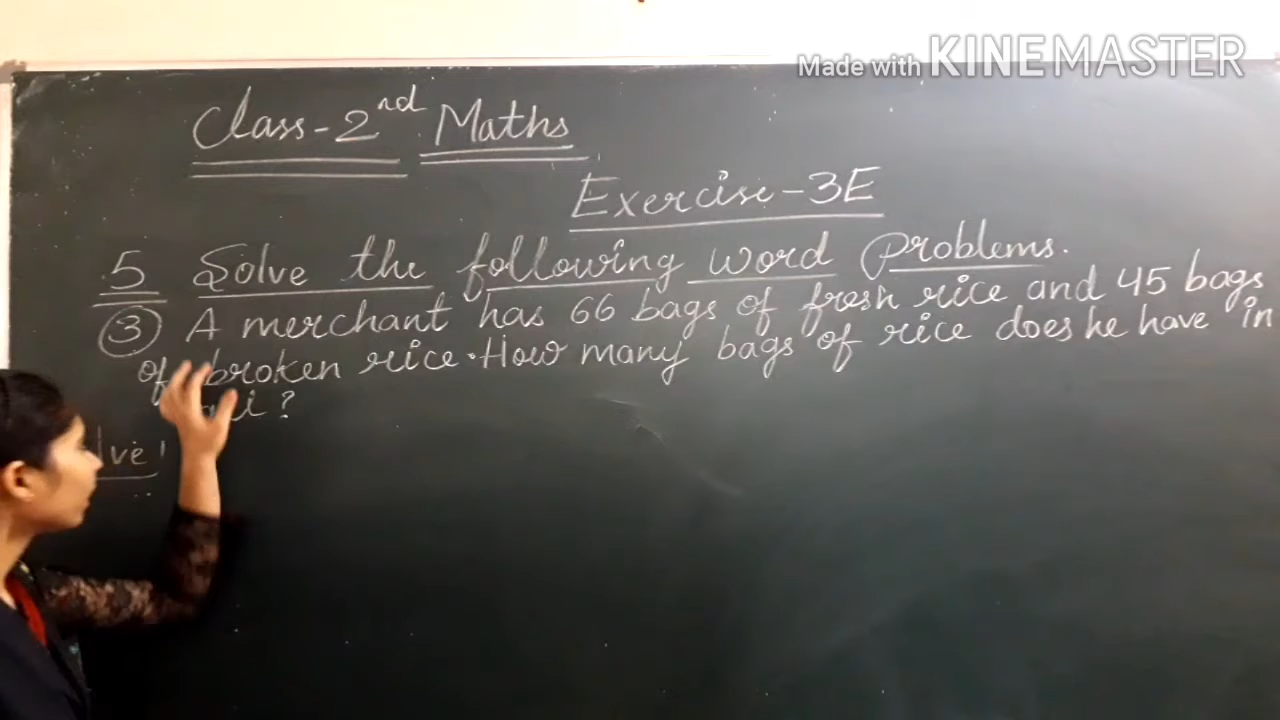 Made with KINEMASTER
Class-2nd Maths
Exercise-3E
5 Solve the following word problems.
③ A merchant has 66 bags of fresh rice and 45 bags
of broken rice. How many bags of rice does he have in
?